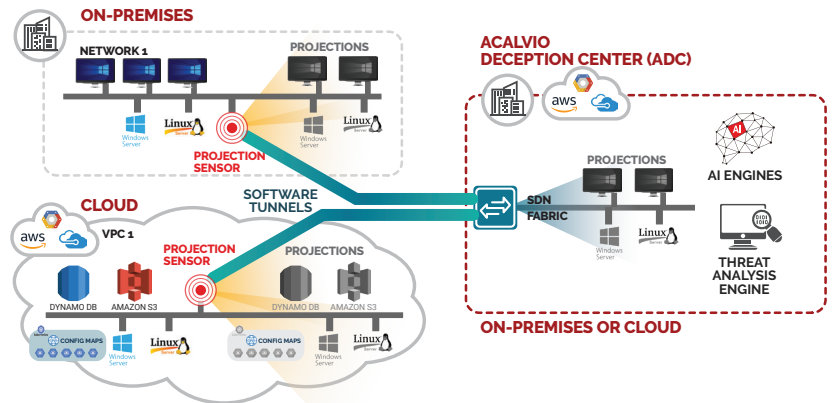 ON-PREMISES
NETWORK 1
PROJECTIONS
Windows
Server
Linux
Server
PROJECTION
SENSOR
Windows
Server
Linux
Server
SOFTWARE
TUNNELS
CLOUD
aws
VPC 1
PROJECTION
SENSOR
PROJECTIONS
DYNAMO DB
AMAZON S3
DYNAMO DB
AMAZON S3
CONFIG MAPS
Windows
Server
Linux
Server
CONFIG MAPS
Windows
Server
Linux
Server
ACALVIO
DECEPTION CENTER (ADC)
aws
AI
AI ENGINES
PROJECTIONS
SDN
FABRIC
Windows
Server
Linux
Server
THREAT
ANALYSIS
ENGINE
ON-PREMISES OR CLOUD